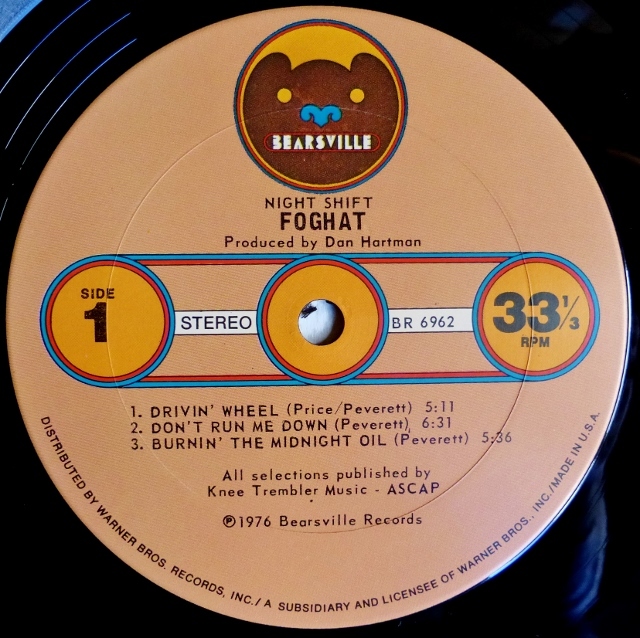 BEARSVILLE
NIGHT SHIFT
FOGHAT
Produced by Dan Hartman
SIDE
1
STEREO
BR 6962
33 1/3
RPM
1. DRIVIN' WHEEL (Price/Peverett) 5:11
2. DON'T RUN ME DOWN (Peverett) 6:31
3. BURNIN' THE MIDNIGHT OIL (Peverett) 5:36
All selections published by
Knee Trembler Music - ASCAP
℗1976 Bearsville Records
DISTRIBUTED BY WARNER BROS. RECORDS, INC./ A SUBSIDIARY AND LICENSEE OF WARNER BROS., INC./MADE IN U.S.A.